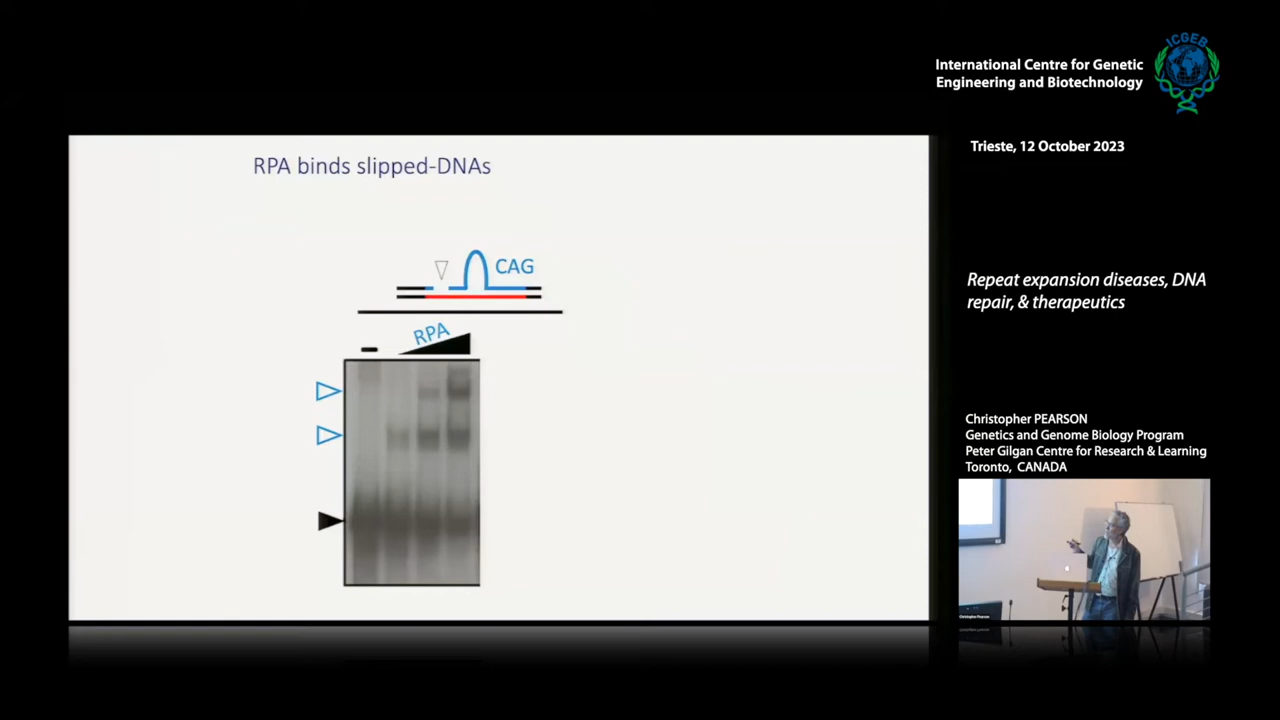 ICGEB
International Centre for Genetic
Engineering and Biotechnology
Trieste, 12 October 2023
RPA binds slipped-DNAs
CAG
RPA
Repeat expansion diseases, DNA
repair, & therapeutics
Christopher PEARSON
Genetics and Genome Biology Program
Peter Gilgan Centre for Research & Learning
Toronto, CANADA
Christopher Pearson